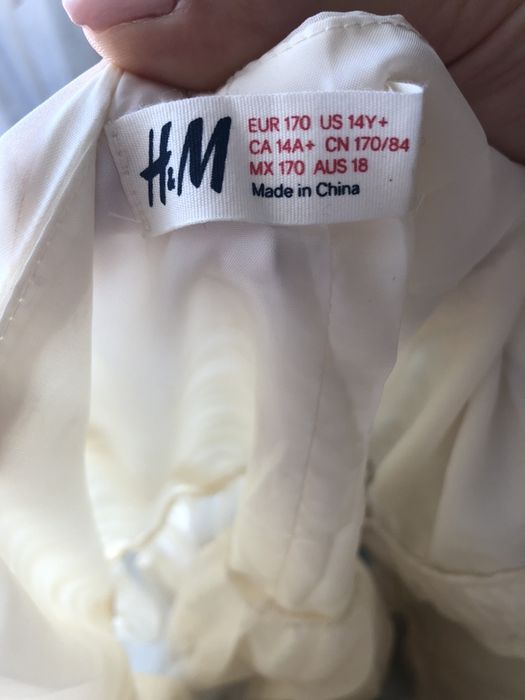 H&M
EUR 170 US 14Y+
CA 14A+ CN 170/84
MX 170 AUS 18
Made in China